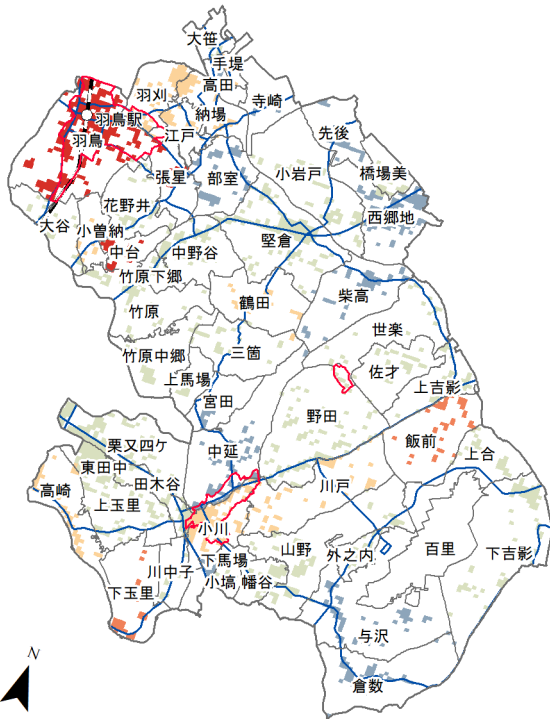 大笹
手堤
高田
羽刈
寺崎
納場
羽鳥駅
江戸
先後
羽鳥
張星
部室
小岩戸
橋場美
花野井
西郷地
大谷
小曽納
堅倉
中台
中野谷
竹原下郷
柴高
鶴田
竹原
世楽
竹原中郷
三箇
佐才
上馬場
上吉影
宮田
野田
飯前
栗又四ケ
中延
上合
東田中
田木谷
高崎
川戸
上玉里
小川
山野
外之内
百里
下吉影
下馬場
川中子
小塙
幡谷
下玉里
与沢
倉数
N